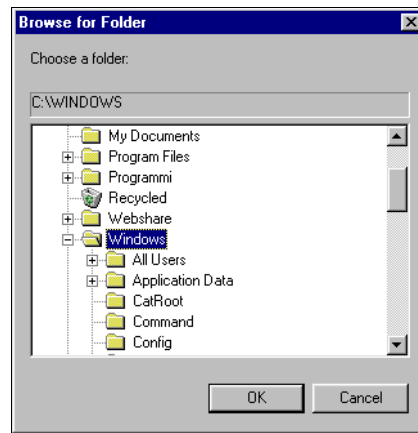 Browse for Folder
Choose a folder:
C:\WINDOWS
My Documents
Program Files
Programmi
Recycled
Webshare
Windows
All Users
Application Data
CatRoot
Command
Config
OK Cancel